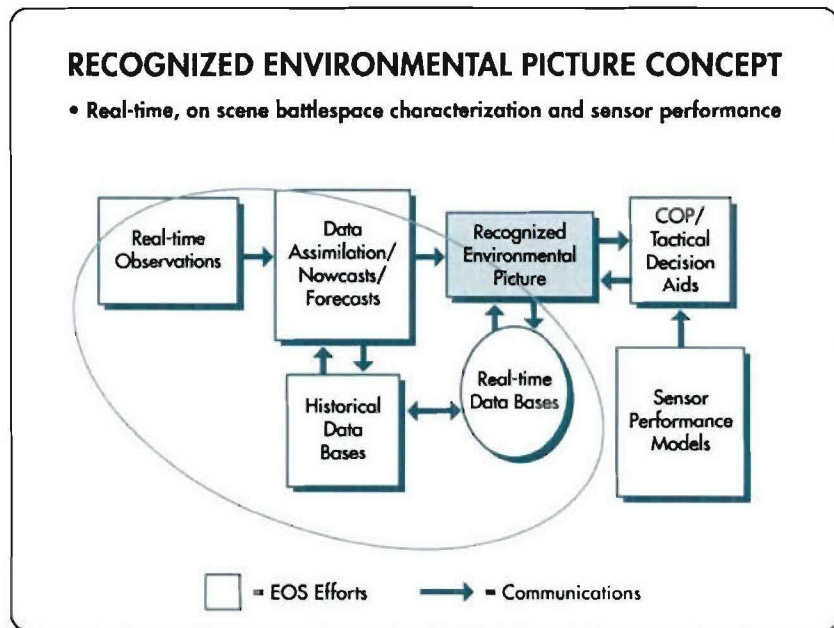 RECOGNIZED ENVIRONMENTAL PICTURE CONCEPT
• Real-time, on scene battlespace characterization and sensor performance
Real-time
Observations
Data
Assimilation/
Nowcasts/
Forecasts
Recognized
Environmental
Picture
COP/
Tactical
Decision
Aids
Historical
Data
Bases
Real-time
Data Bases
Sensor
Performance
Models
= EOS Efforts
= Communications